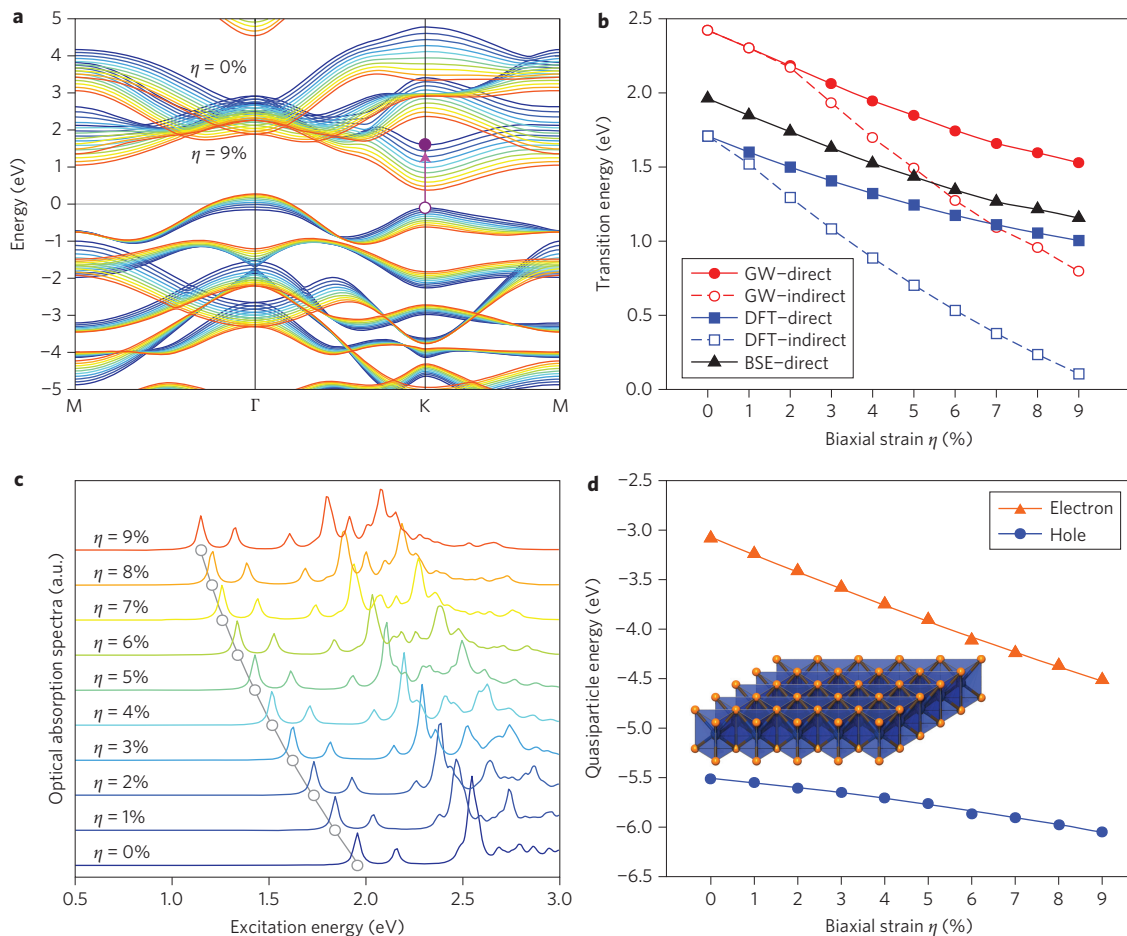 a
5
4
3
2
1
0
−1
−2
−3
−4
−5
Energy (eV)
η = 0%
η = 9%
M
Γ
K
M
b
2.5
2.0
1.5
1.0
0.5
0.0
Transition energy (eV)
GW−direct
GW−indirect
DFT−direct
DFT−indirect
BSE−direct
0 1 2 3 4 5 6 7 8 9
Biaxial strain η (%)
c
Optical absorption spectra (a.u.)
η = 9%
η = 8%
η = 7%
η = 6%
η = 5%
η = 4%
η = 3%
η = 2%
η = 1%
η = 0%
0.5 1.0 1.5 2.0 2.5 3.0
Excitation energy (eV)
d
−2.5
−3.0
−3.5
−4.0
−4.5
−5.0
−5.5
−6.0
−6.5
Quasiparticle energy (eV)
Electron
Hole
0 1 2 3 4 5 6 7 8 9
Biaxial strain η (%)